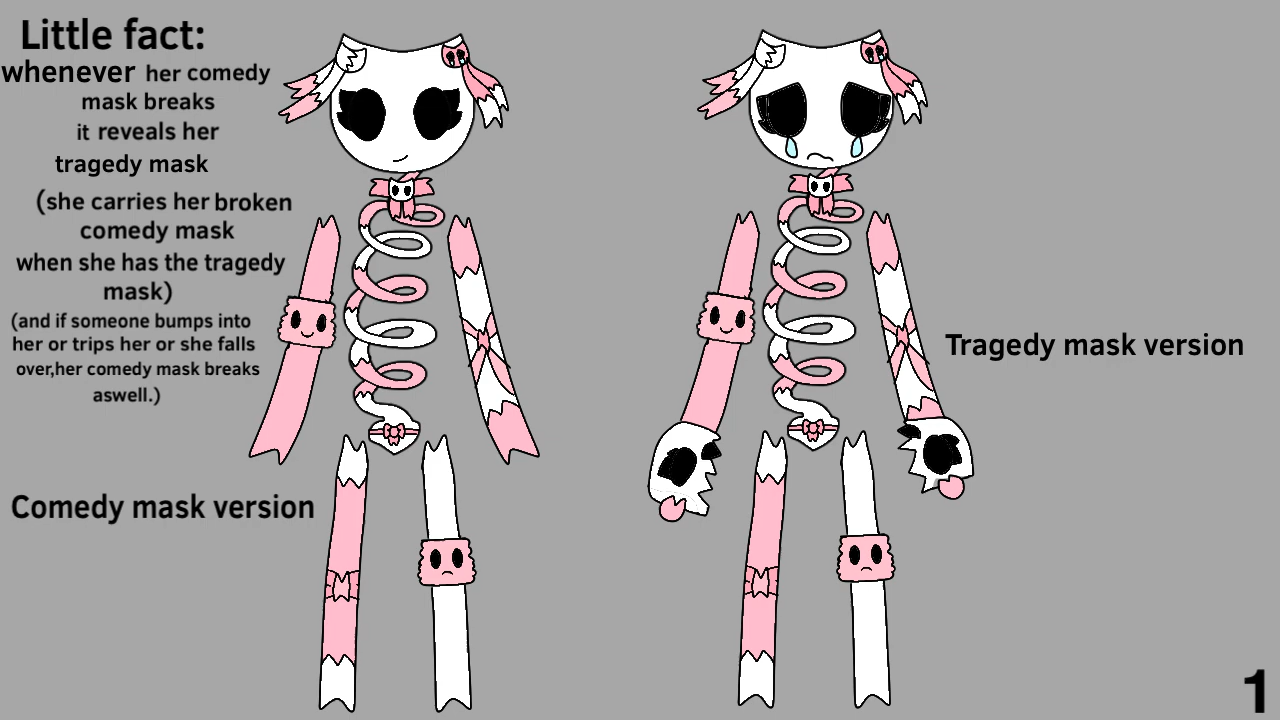 Little fact:
whenever her comedy
mask breaks
it reveals her
tragedy mask
(she carries her broken
comedy mask
when she has the tragedy
mask)
(and if someone bumps into
her or trips her or she falls
over,her comedy mask breaks
aswell.)
Tragedy mask version
Comedy mask version
1